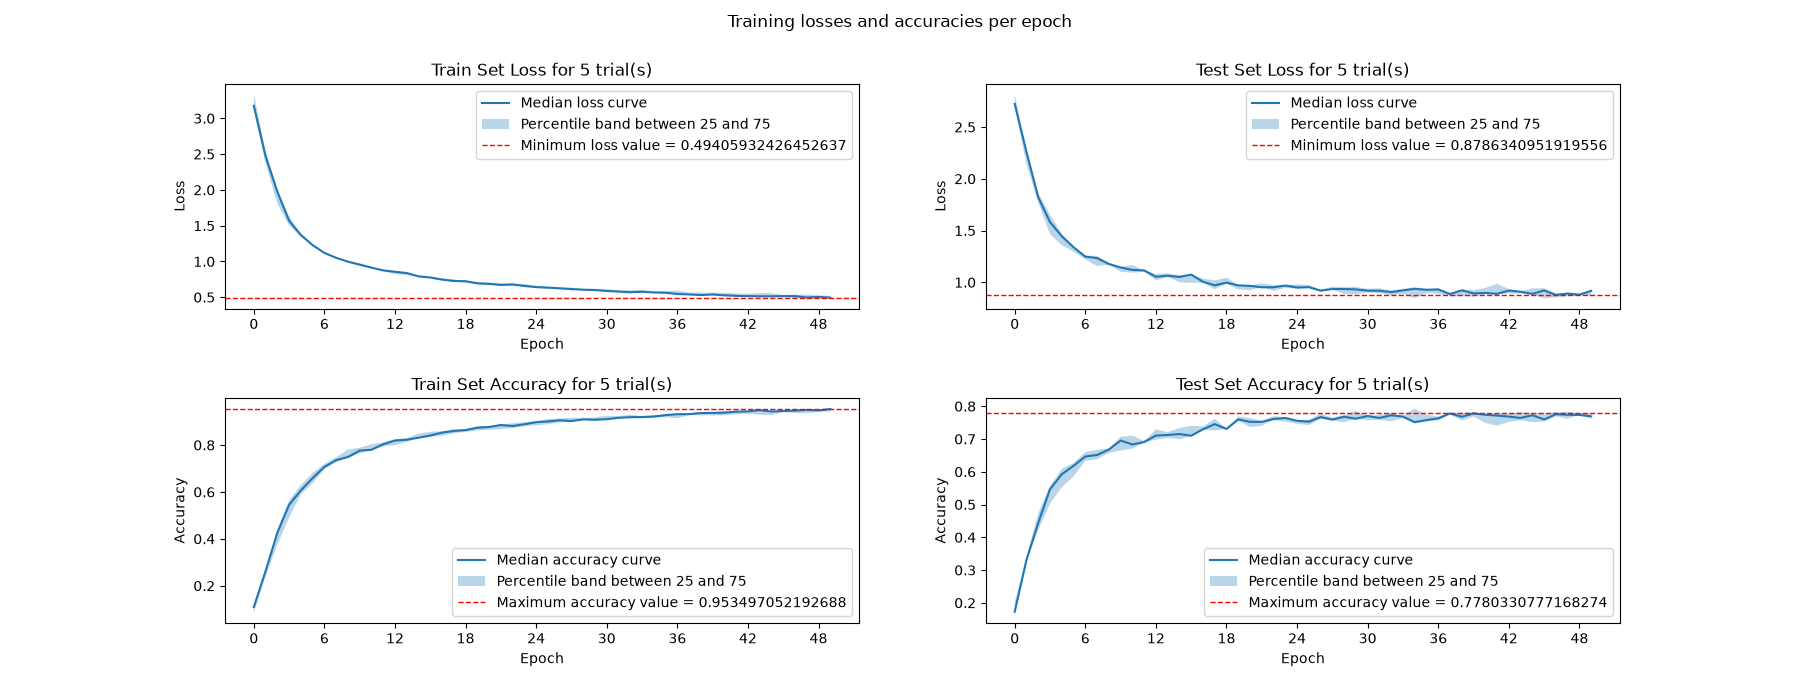 Training losses and accuracies per epoch
Train Set Loss for 5 trial(s)
Loss
3.0
2.5
2.0
1.5
1.0
0.5
Median loss curve
Percentile band between 25 and 75
Minimum loss value = 0.49405932426452637
0 6 12 18 24 30 36 42 48
Epoch
Test Set Loss for 5 trial(s)
Loss
2.5
2.0
1.5
1.0
Median loss curve
Percentile band between 25 and 75
Minimum loss value = 0.8786340951919556
0 6 12 18 24 30 36 42 48
Epoch
Train Set Accuracy for 5 trial(s)
Accuracy
0.8
0.6
0.4
0.2
Median accuracy curve
Percentile band between 25 and 75
Maximum accuracy value = 0.953497052192688
0 6 12 18 24 30 36 42 48
Epoch
Test Set Accuracy for 5 trial(s)
Accuracy
0.8
0.7
0.6
0.5
0.4
0.3
0.2
Median accuracy curve
Percentile band between 25 and 75
Maximum accuracy value = 0.7780330777168274
0 6 12 18 24 30 36 42 48
Epoch